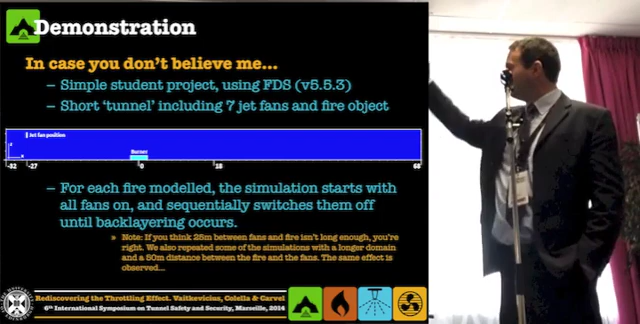 Demonstration
In case you don't believe me...
– Simple student project, using FDS (v5.5.3)
– Short 'tunnel' including 7 jet fans and fire object
Jet fan position
Burner
-32 -27 0 18 68
– For each fire modelled, the simulation starts with
all fans on, and sequentially switches them off
until backlayering occurs.
» Note: If you think 25m between fans and fire isn't long enough, you're
right. We also repeated some of the simulations with a longer domain
and a 50m distance between the fire and the fans. The same effect is
observed...
Rediscovering the Throttling Effect. Vaitkevicius, Colella & Carvel
6th International Symposium on Tunnel Safety and Security, Marseille, 2014